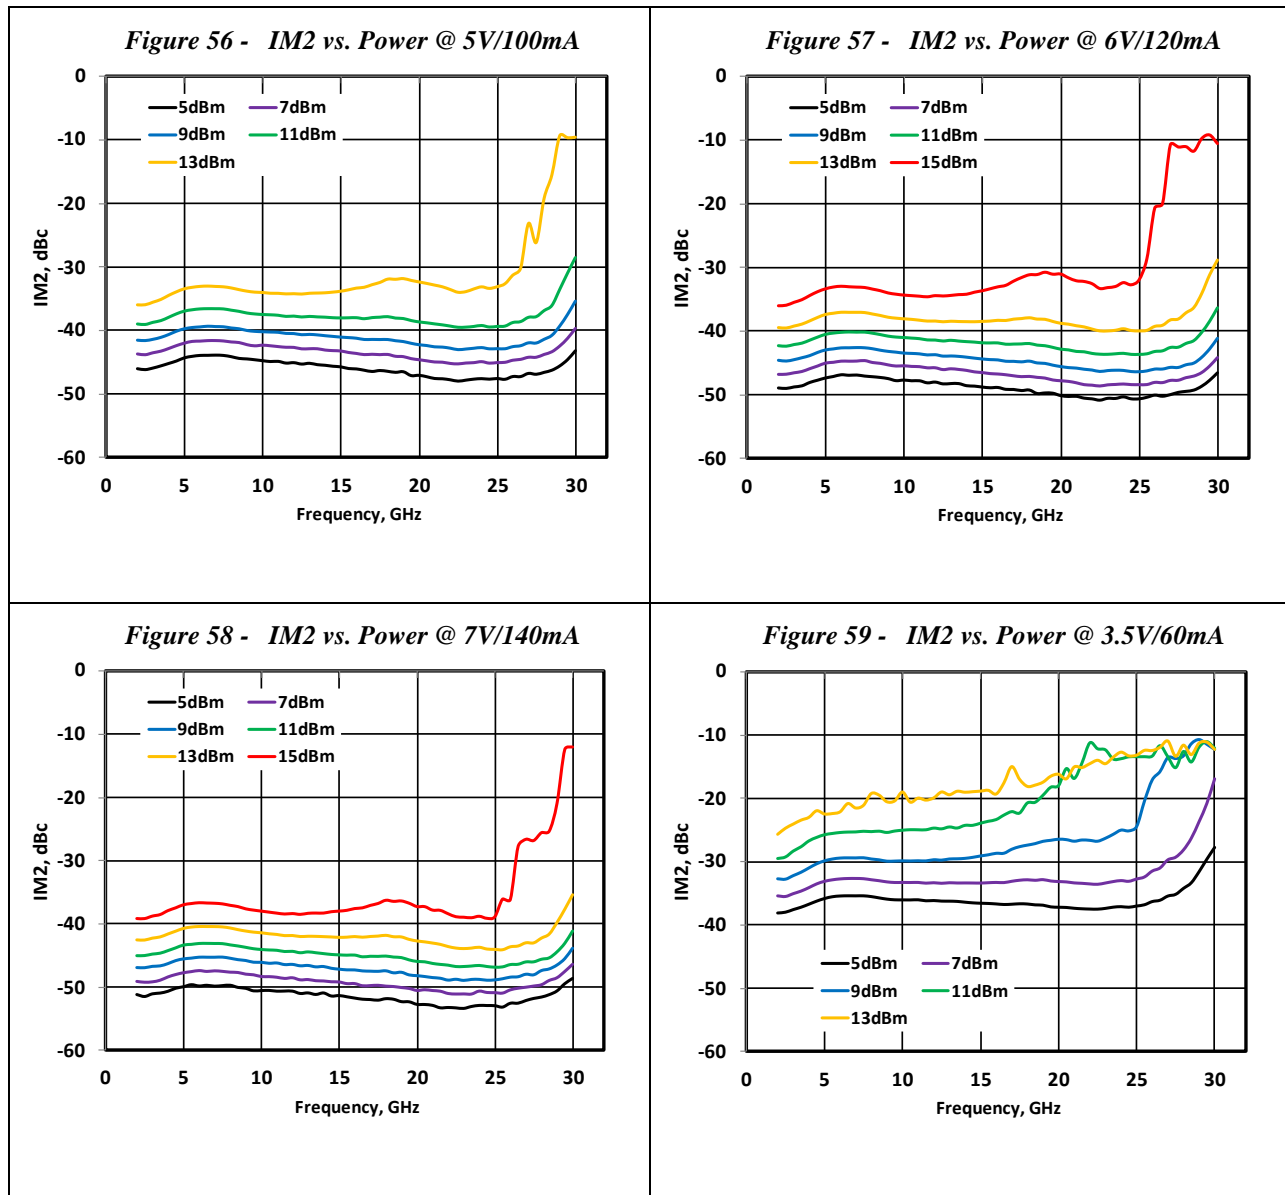 Figure 56 -   IM2 vs. Power @ 5V/100mA
0
-10
-20
-30
-40
-50
-60
IM2, dBc
5dBm
7dBm
9dBm
11dBm
13dBm
0 5 10 15 20 25 30
Frequency, GHz
Figure 57 -   IM2 vs. Power @ 6V/120mA
0
-10
-20
-30
-40
-50
-60
IM2, dBc
5dBm
7dBm
9dBm
11dBm
13dBm
15dBm
0 5 10 15 20 25 30
Frequency, GHz
Figure 58 -   IM2 vs. Power @ 7V/140mA
0
-10
-20
-30
-40
-50
-60
IM2, dBc
5dBm
7dBm
9dBm
11dBm
13dBm
15dBm
0 5 10 15 20 25 30
Frequency, GHz
Figure 59 -   IM2 vs. Power @ 3.5V/60mA
0
-10
-20
-30
-40
-50
-60
IM2, dBc
5dBm
7dBm
9dBm
11dBm
13dBm
0 5 10 15 20 25 30
Frequency, GHz